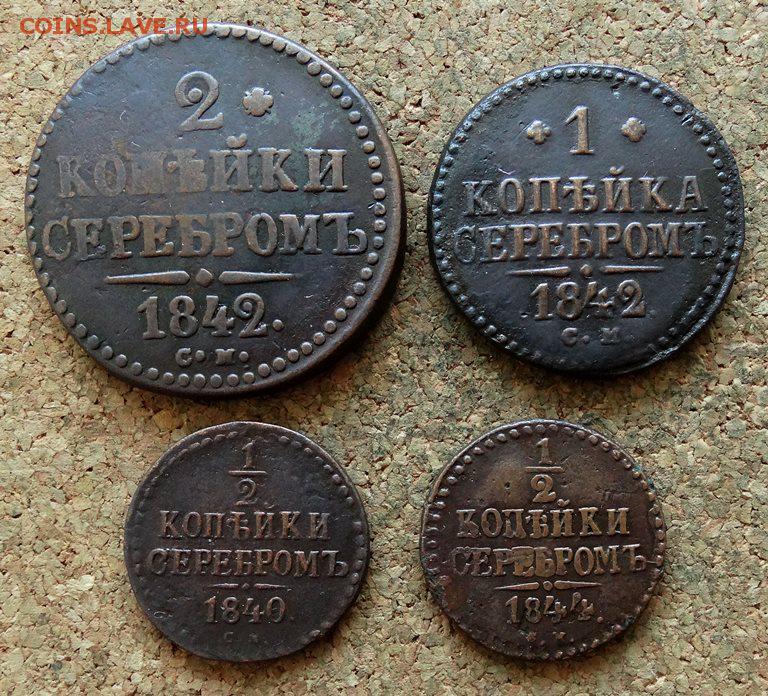 COINS.LAVE.RU
2
КОПѢЙКИ
СЕРЕБРОМЪ
1842.
С. М.
1
КОПѢЙКА
СЕРЕБРОМЪ
1842
С. М
1/2
КОПѢЙКИ
СЕРЕБРОМЪ
1840.
1/2
КОПѢЙКИ
СЕРЕБРОМЪ
1844.